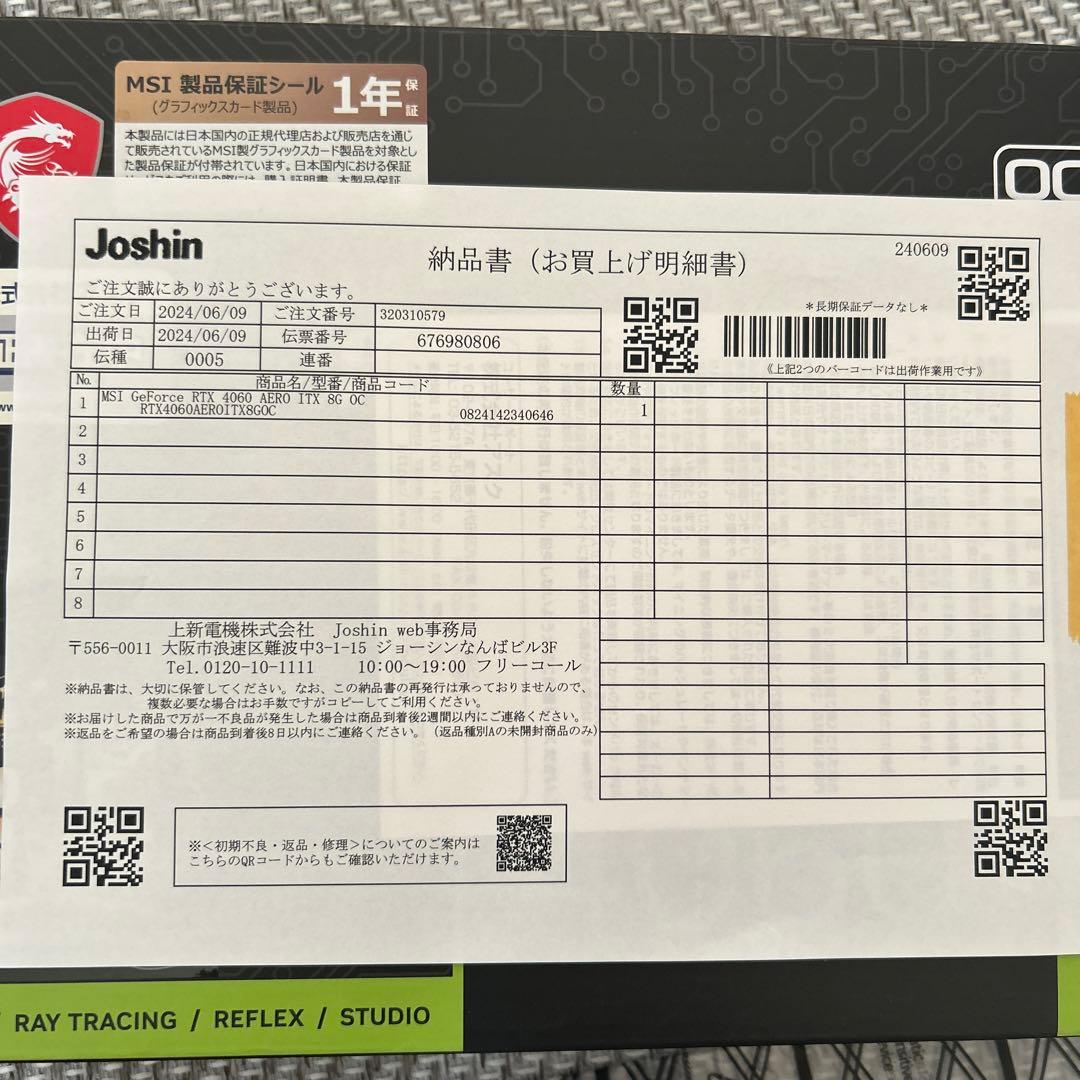 MSI 製品保証シール
(グラフィックスカード製品)
1年
保証
本製品には日本国内の正規代理店および販売店を通じ
て販売されているMSI製グラフィックスカード製品を対象とし
た製品保証が付帯されています。日本国内における保証
OC
Joshin
納品書(お買上げ明細書)
240609
ご注文誠にありがとうございます。
ご注文日 2024/06/09 ご注文番号 320310579
出荷日 2024/06/09 伝票番号 676980806
伝種 0005 連番
*長期保証データなし*
《上記2つのバーコードは出荷作業用です》
No. 商品名/型番/商品コード 数量
1 MSI GeForce RTX 4060 AERO ITX 8G OC
RTX4060AEROITX8GOC 0824142340646 1
2
3
4
5
6
7
8
上新電機株式会社 Joshin web事務局
〒556-0011 大阪市浪速区難波中3-1-15 ジョーシンなんばビル3F
Tel.0120-10-1111 10:00〜19:00 フリーコール
※納品書は、大切に保管してください。なお、この納品書の再発行は承っておりませんので、
複数必要な場合はお手数ですがコピーしてご利用ください。
※お届けした商品で万が一不良品が発生した場合は商品到着後2週間以内にご連絡ください。
※返品をご希望の場合は商品到着後8日以内にご連絡ください。(返品種別Aの未開封商品のみ)
※<初期不良・返品・修理>についてのご案内は
こちらのQRコードからもご確認いただけます。
/ RAY TRACING / REFLEX / STUDIO